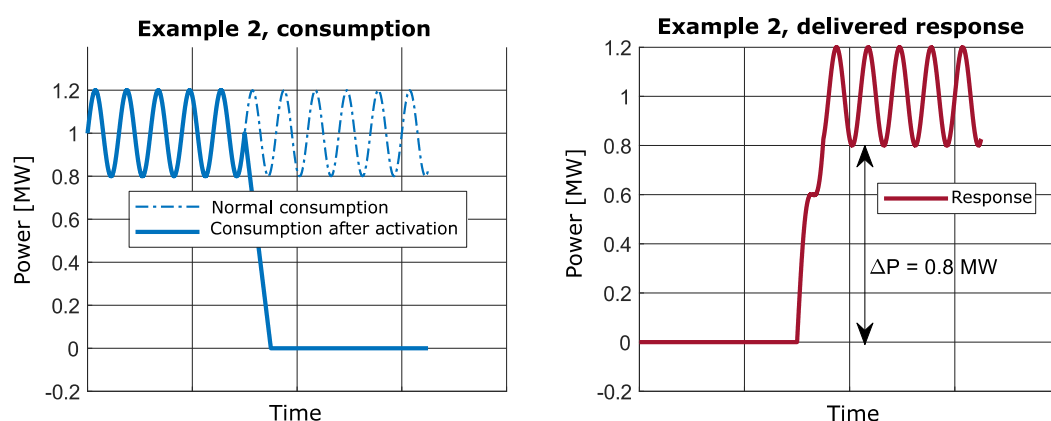 Example 2, consumption
Power [MW]
1.2
1
0.8
0.6
0.4
0.2
0
-0.2
Normal consumption
Consumption after activation
Time
Example 2, delivered response
Power [MW]
1.2
1
0.8
0.6
0.4
0.2
0
-0.2
Response
ΔP = 0.8 MW
Time